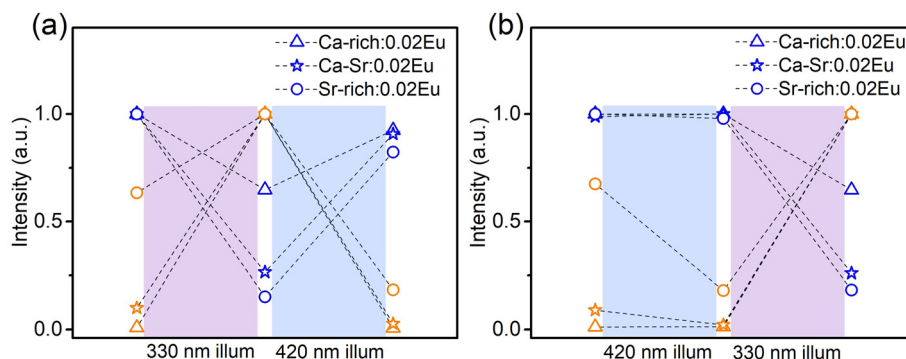 (a)
Ca-rich:0.02Eu
Ca-Sr:0.02Eu
Sr-rich:0.02Eu
1.0
0.5
0.0
Intensity (a.u.)
330 nm illum 420 nm illum
(b)
Ca-rich:0.02Eu
Ca-Sr:0.02Eu
Sr-rich:0.02Eu
1.0
0.5
0.0
Intensity (a.u.)
420 nm illum 330 nm illum